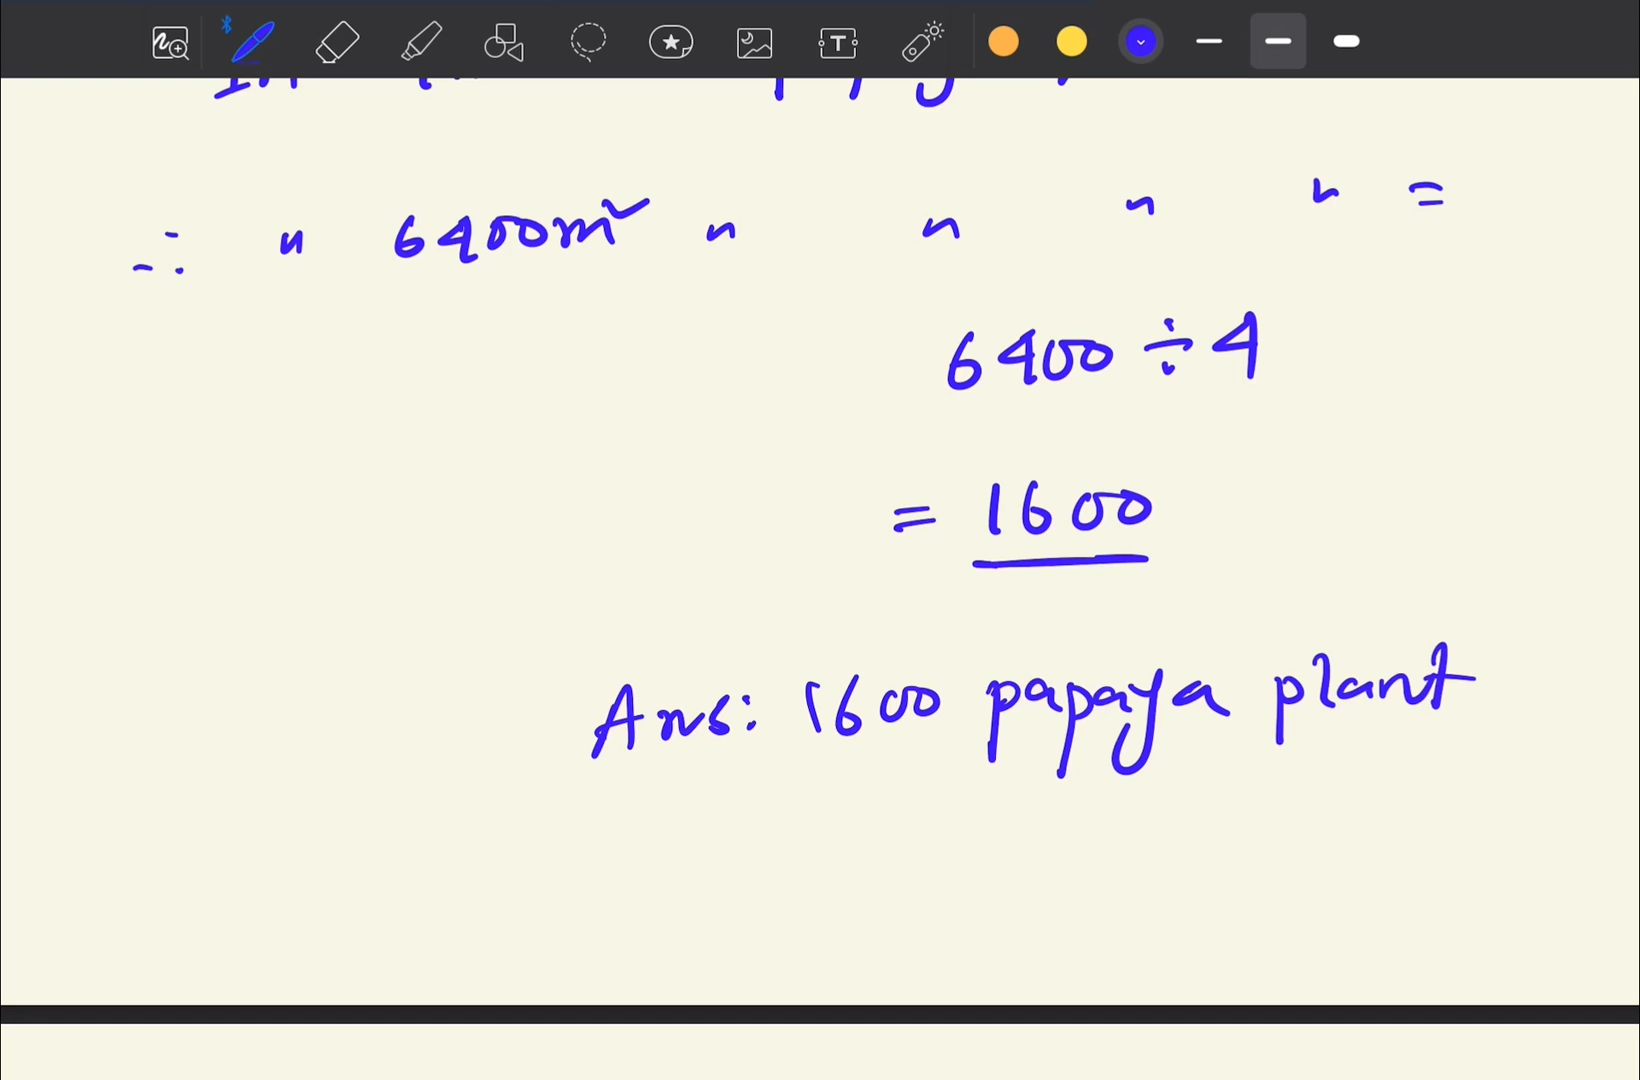 ∴ " 6400m² " " " " =
6400 ÷ 4
= 1600
Ans: 1600 papaya plant